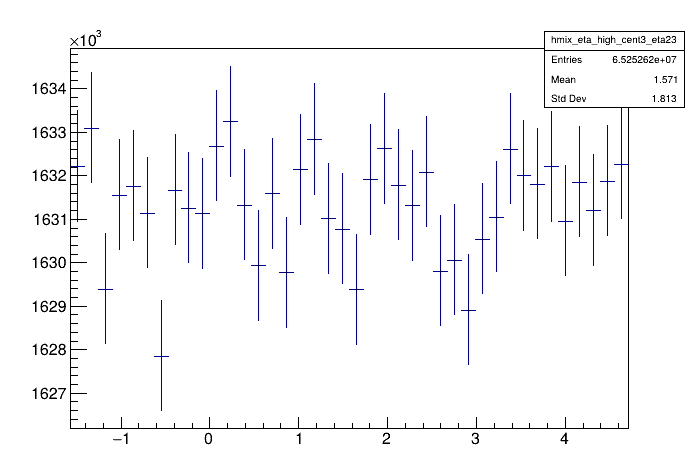 ×10³
hmix_eta_high_cent3_eta23
Entries 6.525262e+07
Mean 1.571
Std Dev 1.813
1634
1633
1632
1631
1630
1629
1628
1627
−1 0 1 2 3 4